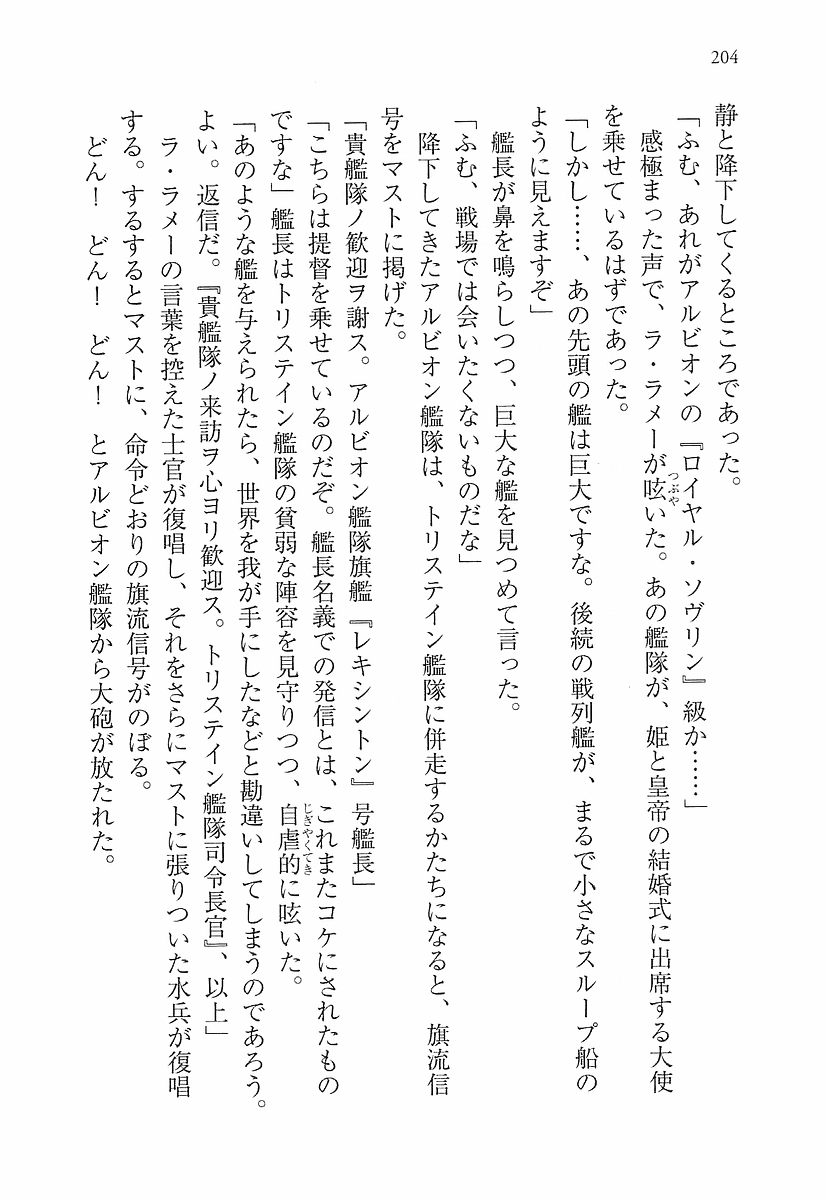 204
静と降下してくるところであった。
「ふむ、あれがアルビオンの『ロイヤル・ソヴリン』級か……」
感極まった声で、ラ・ラメーが呟いた。あの艦隊が、姫と皇帝の結婚式に出席する大使
を乗せているはずであった。
「しかし……、あの先頭の艦は巨大ですな。後続の戦列艦が、まるで小さなスループ船の
ように見えますぞ」
艦長が鼻を鳴らしつつ、巨大な艦を見つめて言った。
「ふむ、戦場では会いたくないものだな」
降下してきたアルビオン艦隊は、トリステイン艦隊に併走するかたちになると、旗流信
号をマストに掲げた。
「貴艦隊ノ歓迎ヲ謝ス。アルビオン艦隊旗艦『レキシントン』号艦長」
「こちらは提督を乗せているのだぞ。艦長名義での発信とは、これまたコケにされたもの
ですな」艦長はトリステイン艦隊の貧弱な陣容を見守りつつ、自虐的に呟いた。
「あのような艦を与えられたら、世界を我が手にしたなどと勘違いしてしまうのであろう。
よい。返信だ。『貴艦隊ノ来訪ヲ心ヨリ歓迎ス。トリステイン艦隊司令長官』、以上」
ラ・ラメーの言葉を控えた士官が復唱し、それをさらにマストに張りついた水兵が復唱
する。するするとマストに、命令どおりの旗流信号がのぼる。
どん！　どん！　どん！　とアルビオン艦隊から大砲が放たれた。